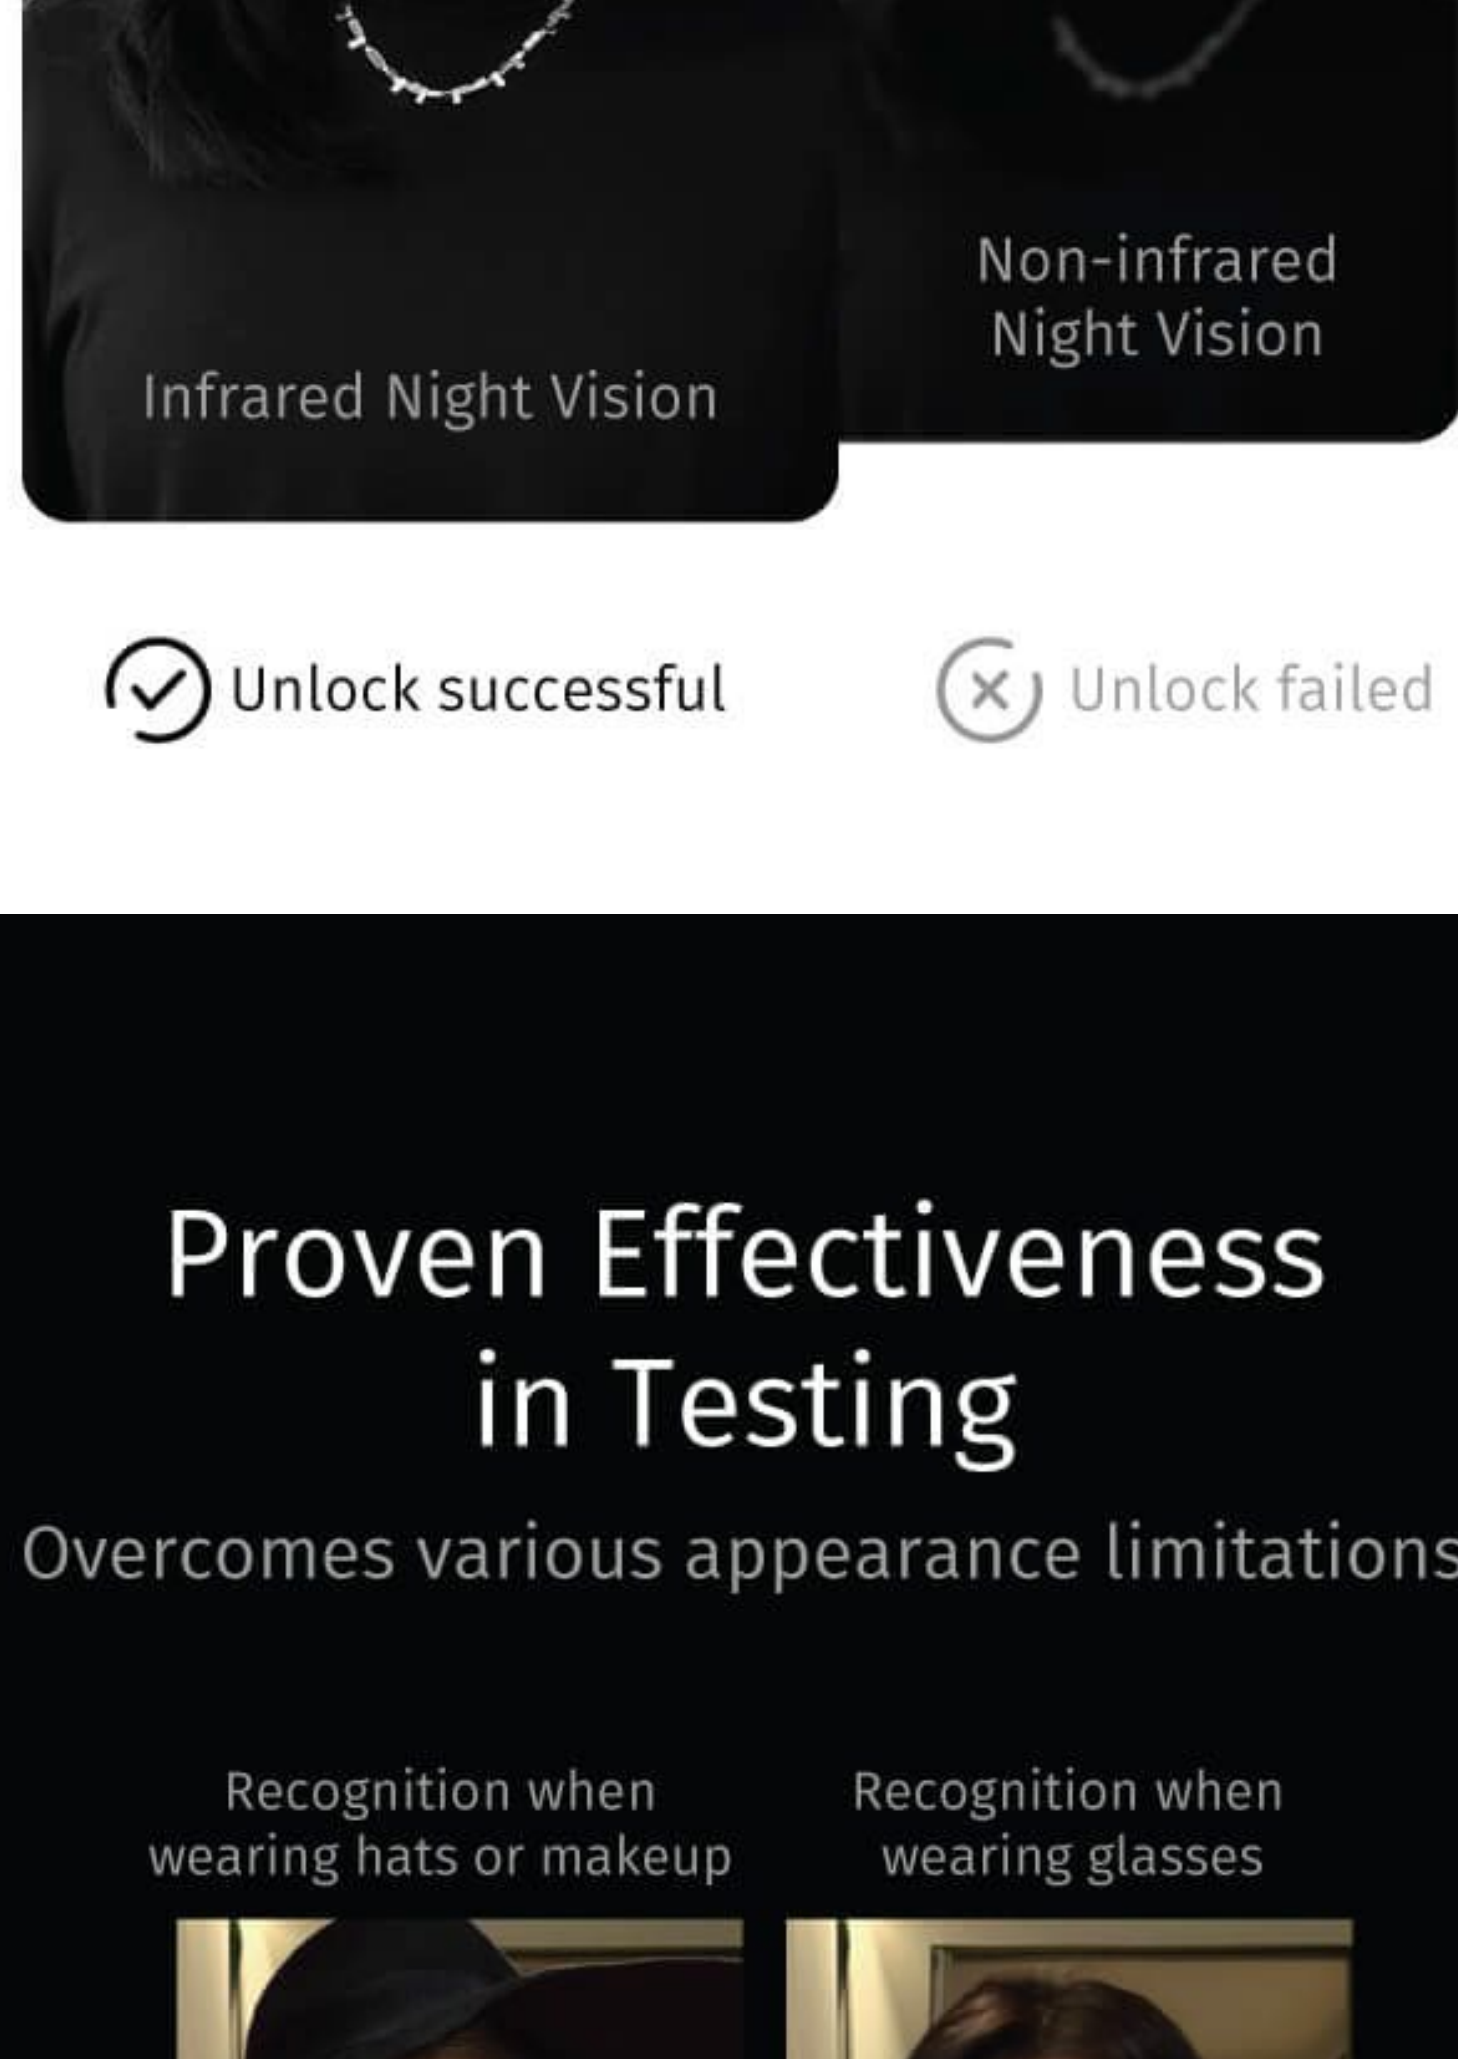 Non-infrared
Night Vision
Infrared Night Vision
Unlock successful
Unlock failed
Proven Effectiveness
in Testing
Overcomes various appearance limitations
Recognition when
wearing hats or makeup
Recognition when
wearing glasses